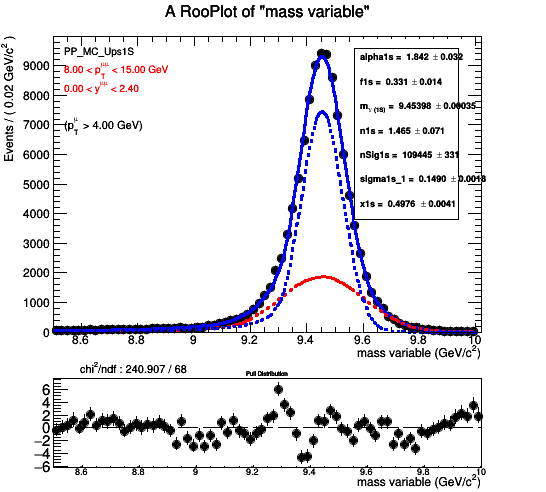 A RooPlot of "mass variable"
Events / ( 0.02 GeV/c² )
PP_MC_Ups1S
8.00 < p_T^μμ < 15.00 GeV
0.00 < y^μμ < 2.40
(p_T^μ > 4.00 GeV)
alpha1s = 1.842 ± 0.032
f1s = 0.331 ± 0.014
m_ϒ (1S) = 9.45398 ± 0.00035
n1s = 1.465 ± 0.071
nSig1s = 109445 ± 331
sigma1s_1 = 0.1490 ± 0.0018
x1s = 0.4976 ± 0.0041
9000
8000
7000
6000
5000
4000
3000
2000
1000
0
8.6 8.8 9 9.2 9.4 9.6 9.8 10
mass variable (GeV/c²)
chi²/ndf : 240.907 / 68
Pull Distribution
6
4
2
0
−2
−4
−6
8.6 8.8 9 9.2 9.4 9.6 9.8 10
mass variable (GeV/c²)